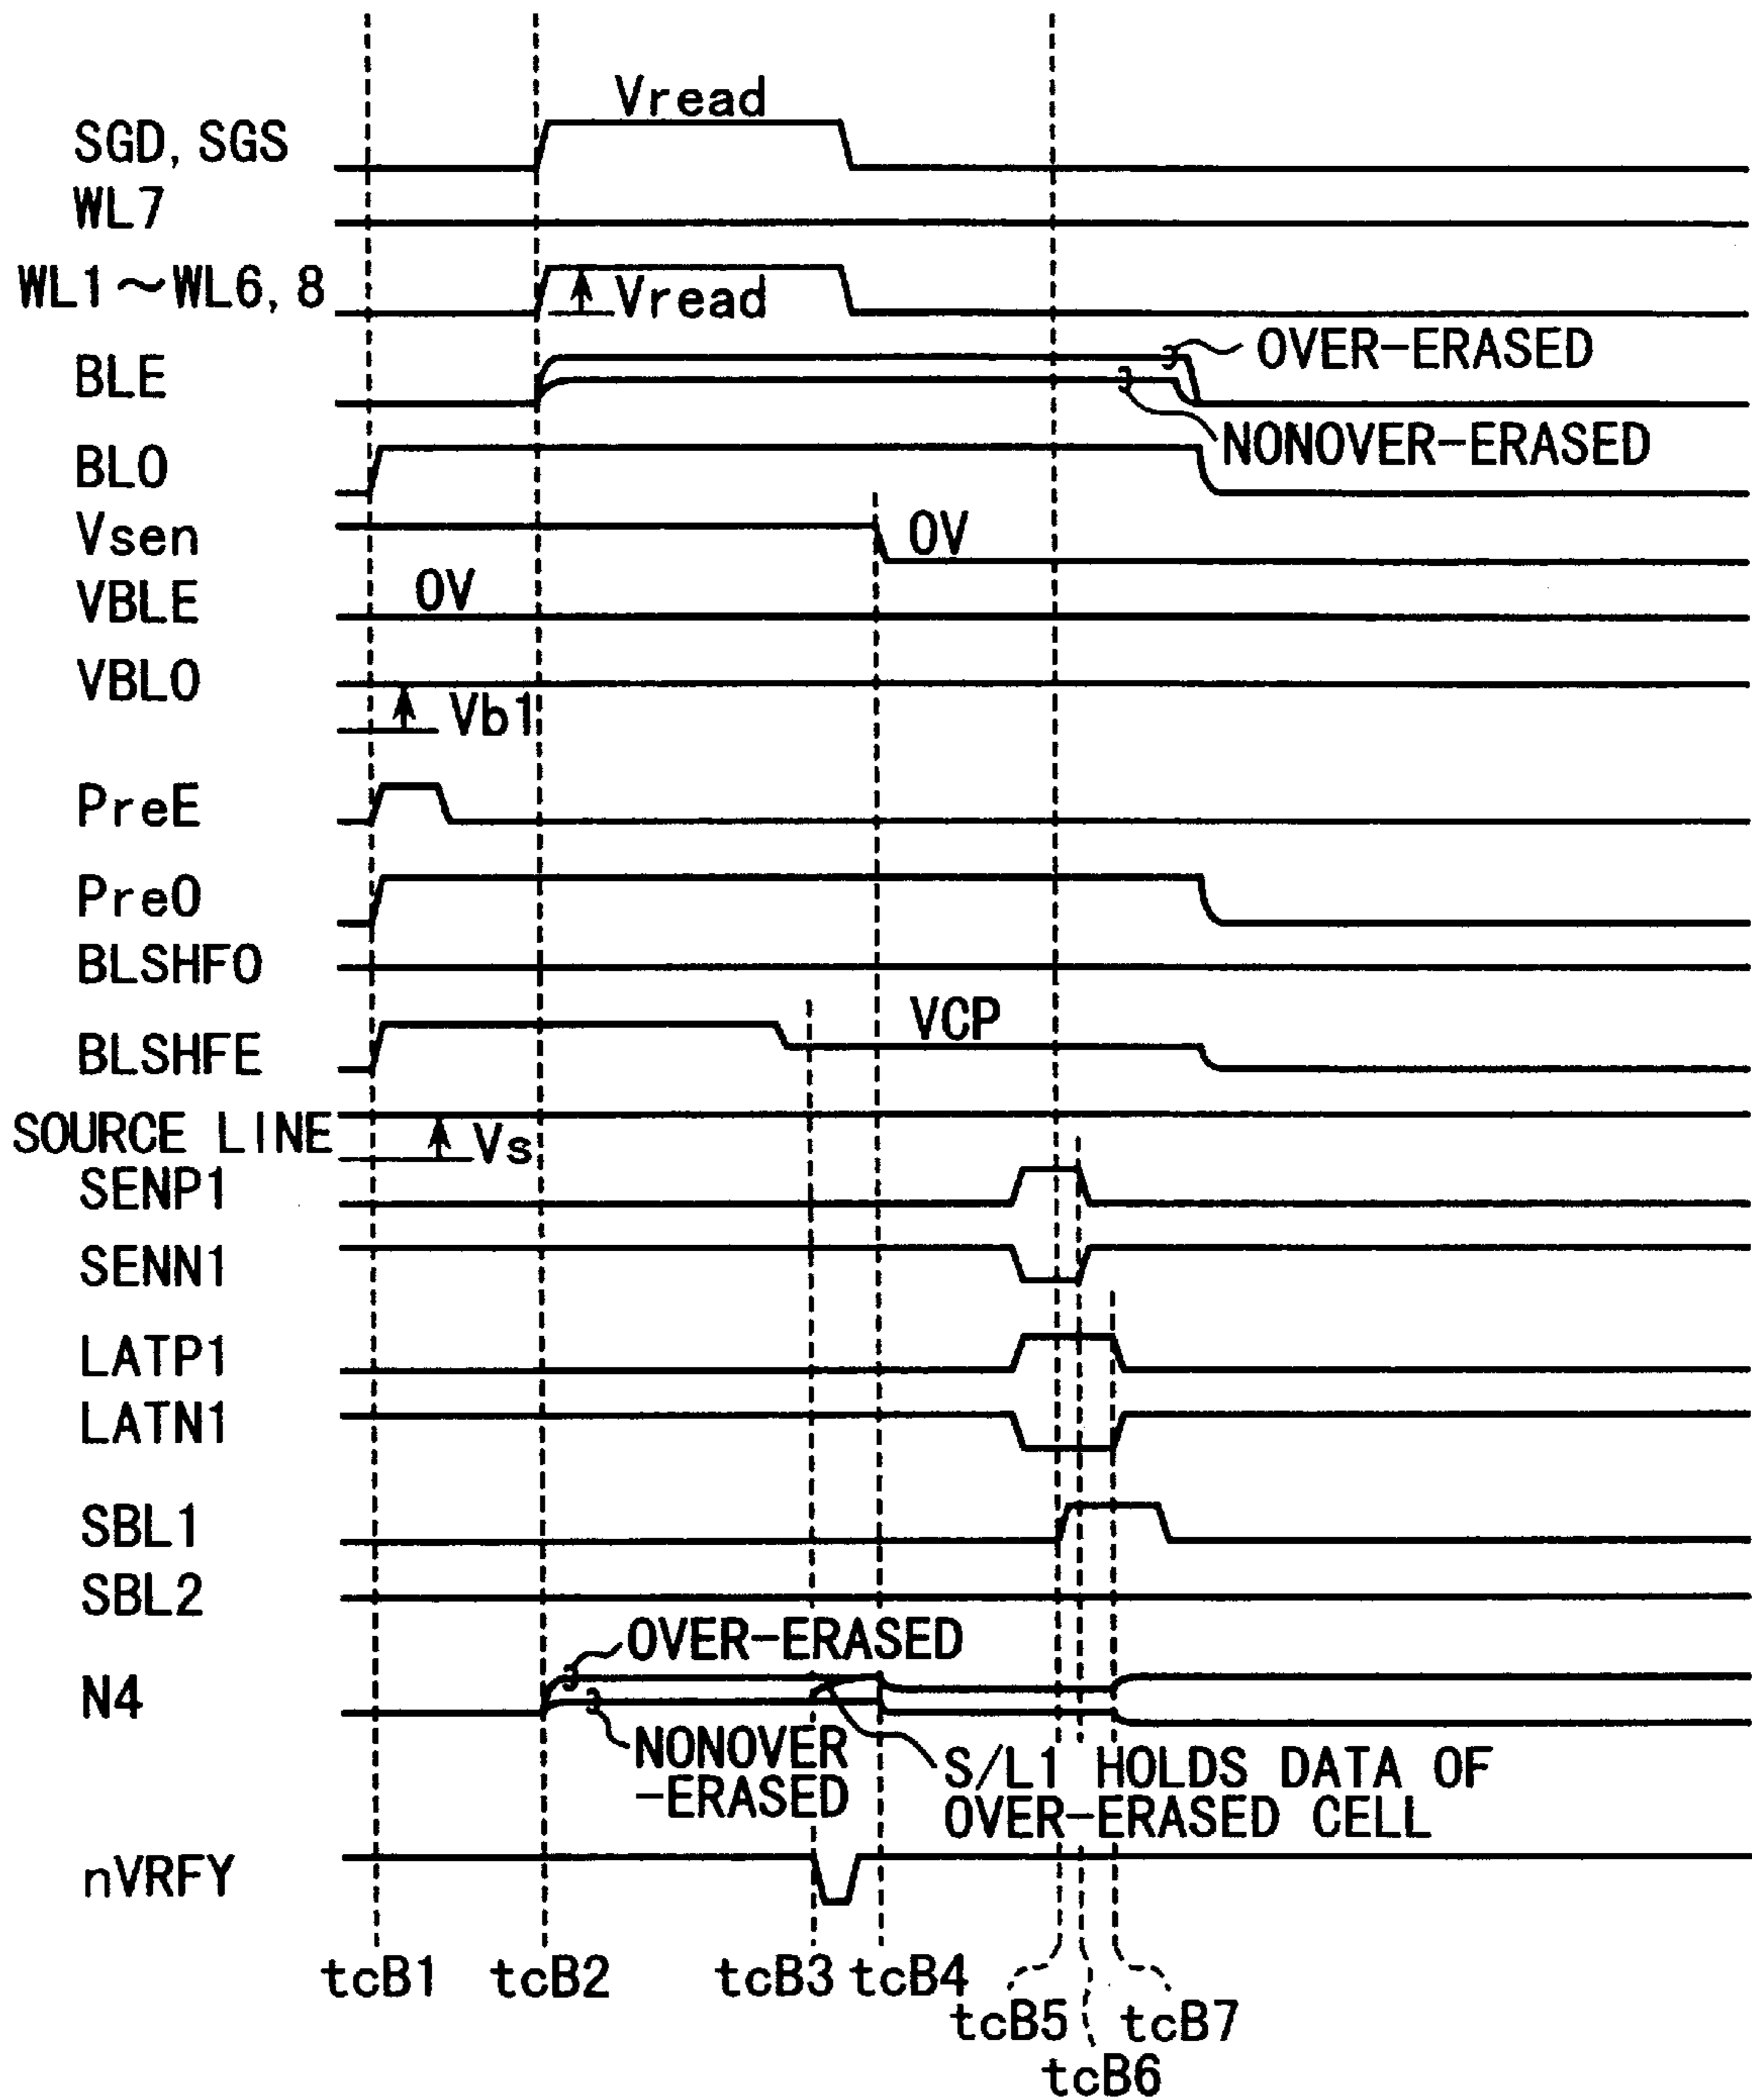 Vread
SGD, SGS
WL7
WL1~WL6, 8
Vread
OVER-ERASED
BLE
NONOVER-ERASED
BLO
Vsen
0V
VBLE
0V
VBLO
Vb1
PreE
PreO
BLSHFO
VCP
BLSHFE
SOURCE LINE
Vs
SENP1
SENN1
LATP1
LATN1
SBL1
SBL2
OVER-ERASED
N4
NONOVER
-ERASED
S/L1 HOLDS DATA OF
OVER-ERASED CELL
nVRFY
tcB1 tcB2 tcB3 tcB4
tcB5 tcB7
tcB6